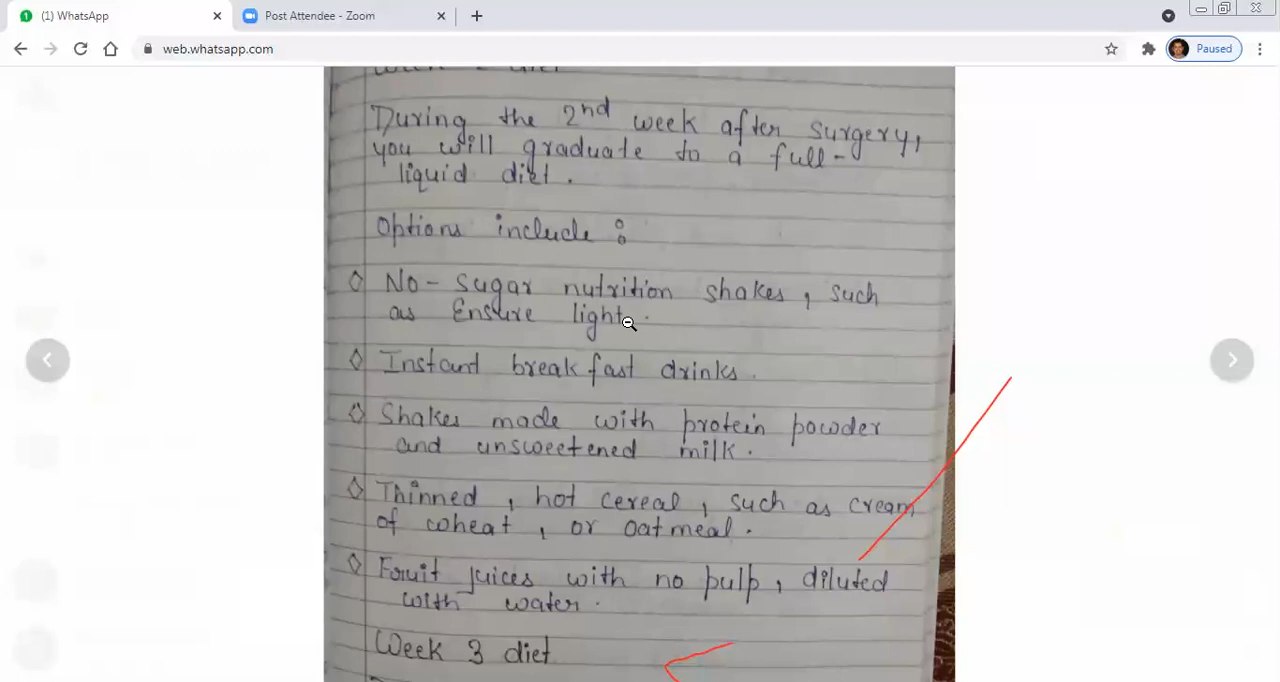 (1) WhatsApp
Post Attendee - Zoom
web.whatsapp.com
Paused
During the 2nd week after surgery,
you will graduate to a full-
liquid diet.
Options include :
◇ No-sugar nutrition shakes, such
as Ensure light.
◇ Instant breakfast drinks.
◇ Shakes made with protein powder
and unsweetened milk.
◇ Thinned, hot cereal, such as cream
of wheat, or oatmeal.
◇ Fruit juices with no pulp, diluted
with water.
Week 3 diet